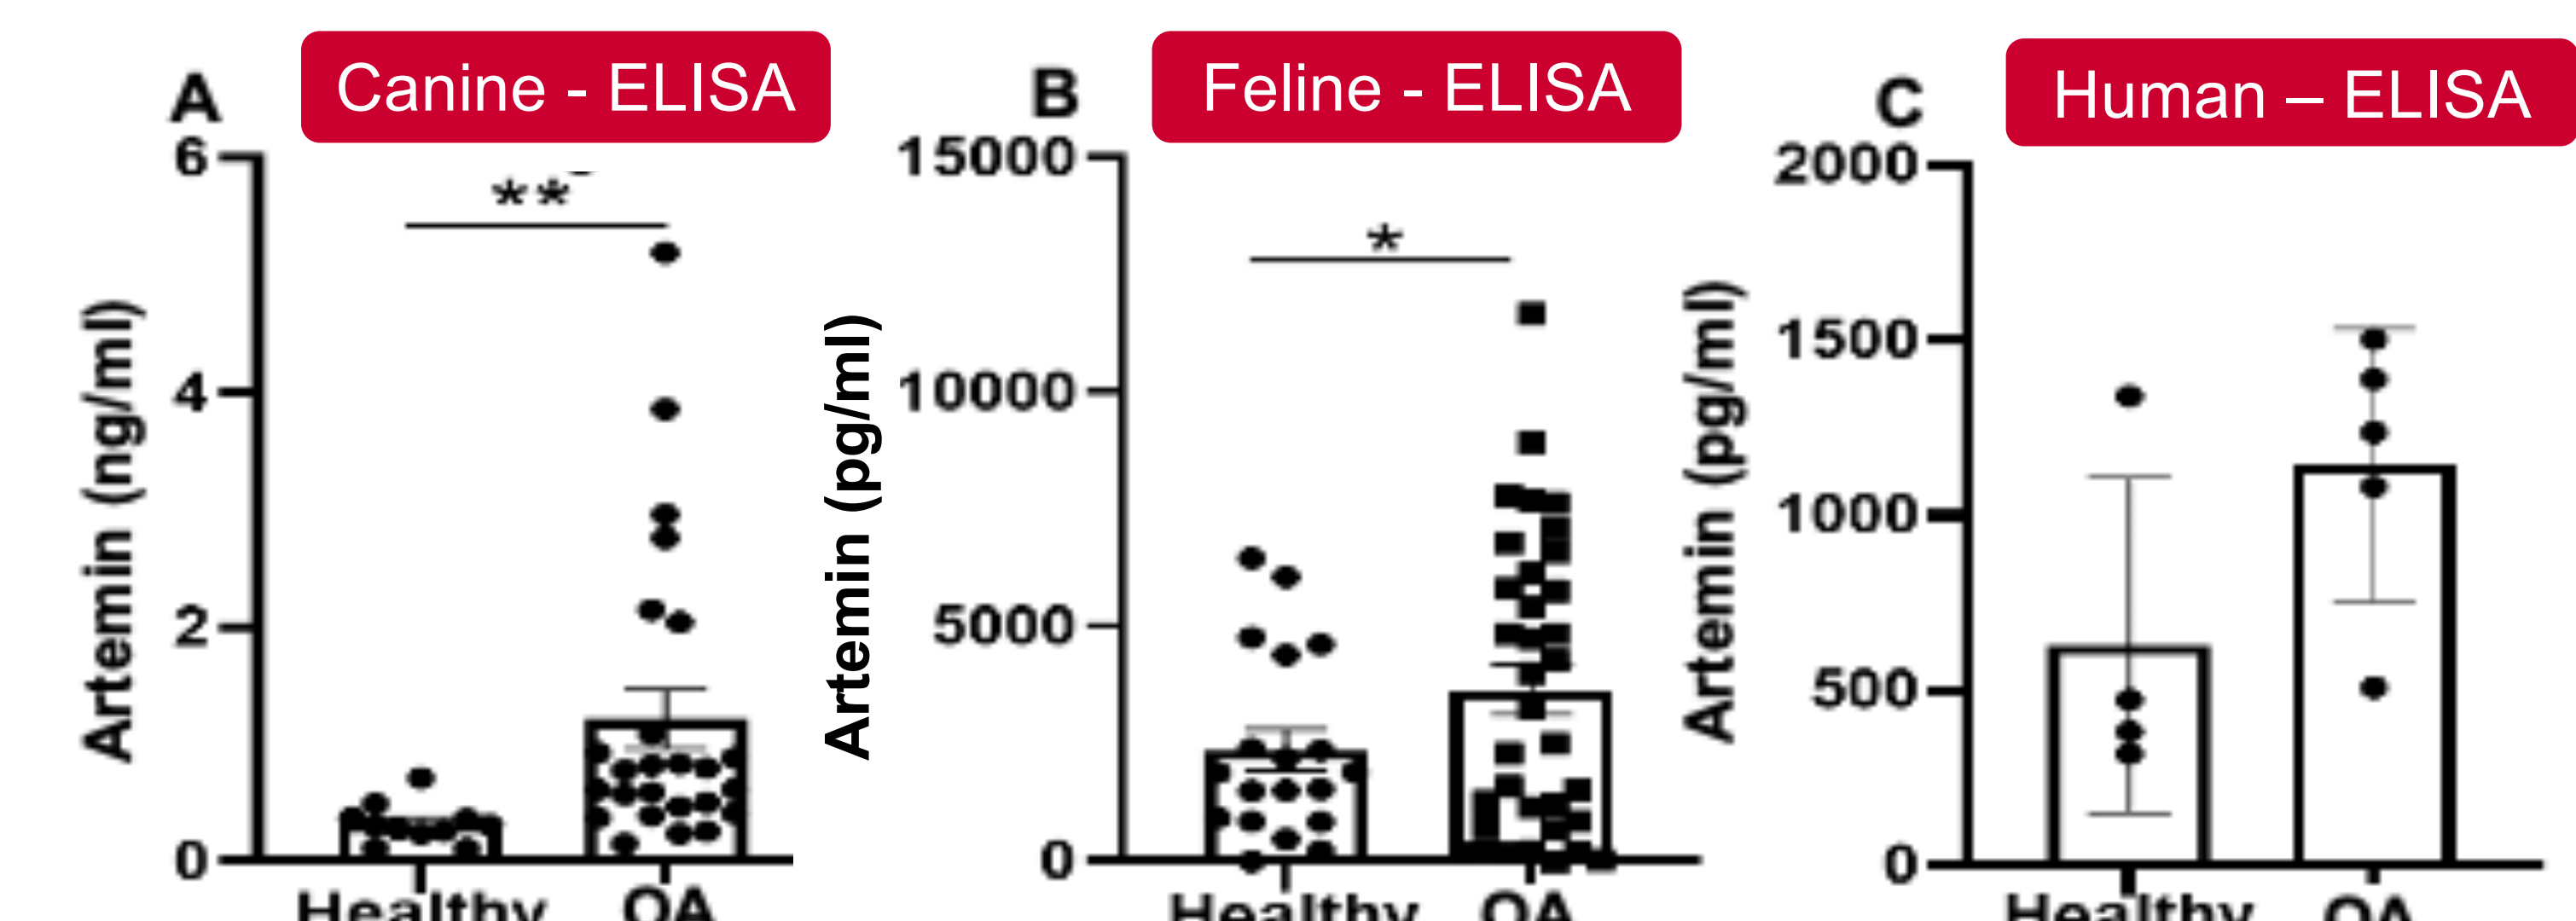 A
Canine - ELISA
6
4
2
0
**
Artemin (ng/ml)
Healthy
OA
B
Feline - ELISA
15000
10000
5000
0
*
Artemin (pg/ml)
Healthy
OA
C
Human – ELISA
2000
1500
1000
500
0
Artemin (pg/ml)
Healthy
OA